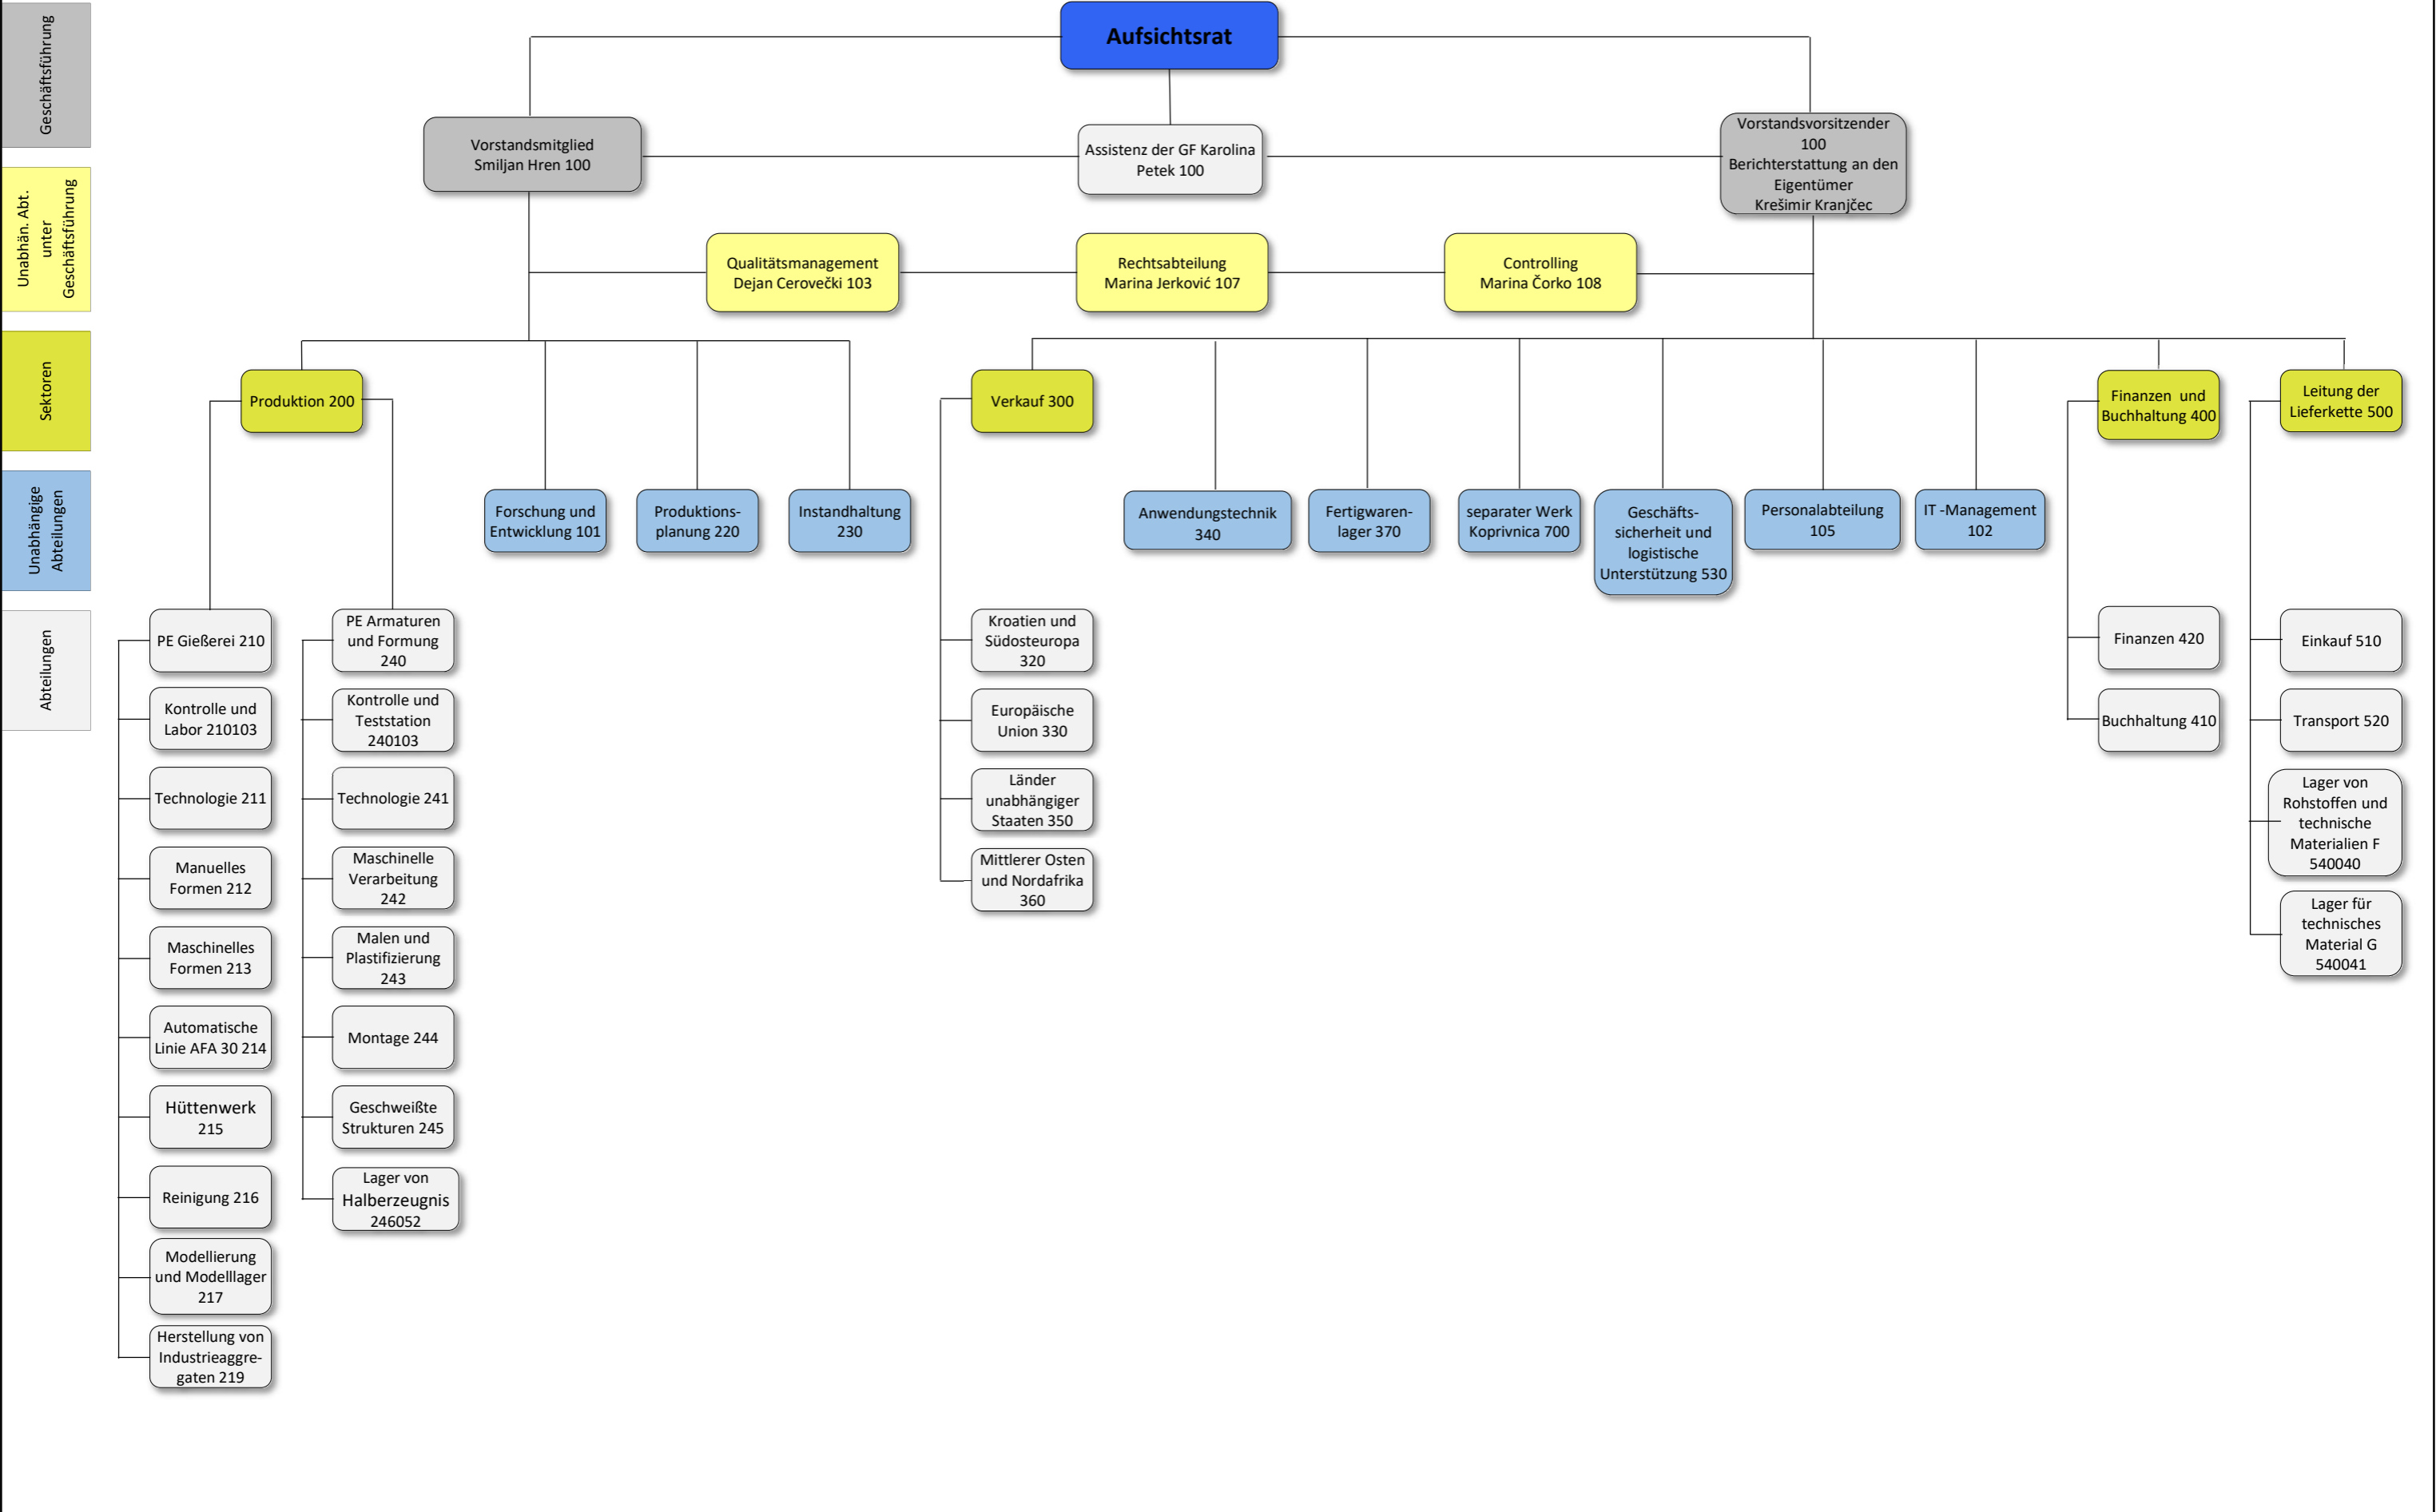 Geschäftsführung
Unabhän. Abt.
unter
Geschäftsführung
Sektoren
Unabhängige
Abteilungen
Abteilungen
Aufsichtsrat
Vorstandsmitglied
Smiljan Hren 100
Assistenz der GF Karolina
Petek 100
Vorstandsvorsitzender
100
Berichterstattung an den
Eigentümer
Krešimir Kranjčec
Qualitätsmanagement
Dejan Cerovečki 103
Rechtsabteilung
Marina Jerković 107
Controlling
Marina Čorko 108
Produktion 200
Verkauf 300
Finanzen und
Buchhaltung 400
Leitung der
Lieferkette 500
Forschung und
Entwicklung 101
Produktions-
planung 220
Instandhaltung
230
Anwendungstechnik
340
Fertigwaren-
lager 370
separater Werk
Koprivnica 700
Geschäfts-
sicherheit und
logistische
Unterstützung 530
Personalabteilung
105
IT -Management
102
PE Gießerei 210
Kontrolle und
Labor 210103
Technologie 211
Manuelles
Formen 212
Maschinelles
Formen 213
Automatische
Linie AFA 30 214
Hüttenwerk
215
Reinigung 216
Modellierung
und Modelllager
217
Herstellung von
Industrieaggre-
gaten 219
PE Armaturen
und Formung
240
Kontrolle und
Teststation
240103
Technologie 241
Maschinelle
Verarbeitung
242
Malen und
Plastifizierung
243
Montage 244
Geschweißte
Strukturen 245
Lager von
Halberzeugnis
246052
Kroatien und
Südosteuropa
320
Europäische
Union 330
Länder
unabhängiger
Staaten 350
Mittlerer Osten
und Nordafrika
360
Finanzen 420
Buchhaltung 410
Einkauf 510
Transport 520
Lager von
Rohstoffen und
technische
Materialien F
540040
Lager für
technisches
Material G
540041